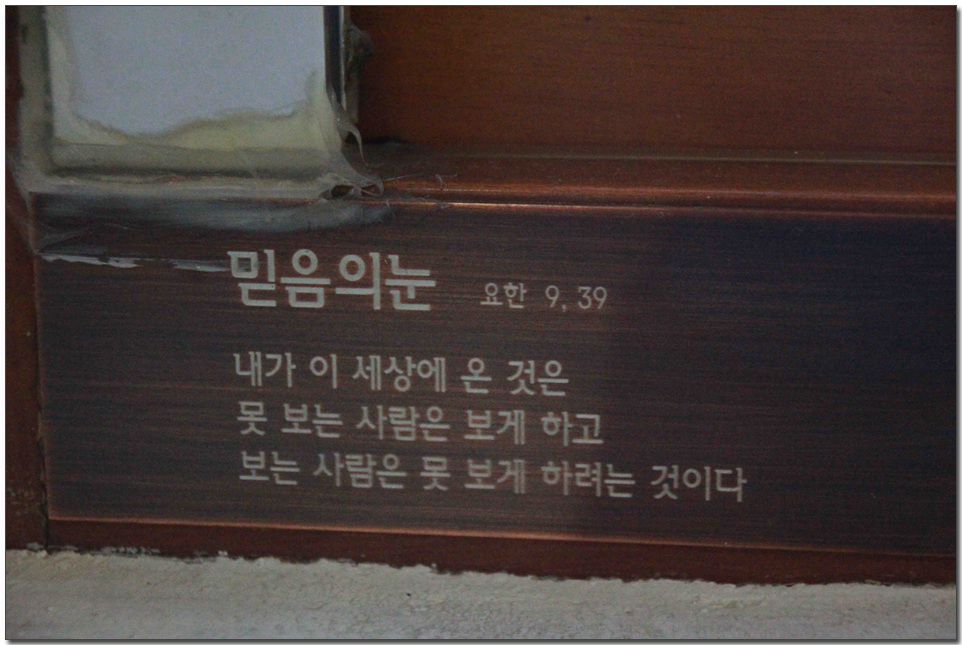 믿음의눈 요한 9, 39
내가 이 세상에 온 것은
못 보는 사람은 보게 하고
보는 사람은 못 보게 하려는 것이다